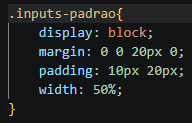 .inputs-padrao{
    display: block;
    margin: 0 0 20px 0;
    padding: 10px 20px;
    width: 50%;
}